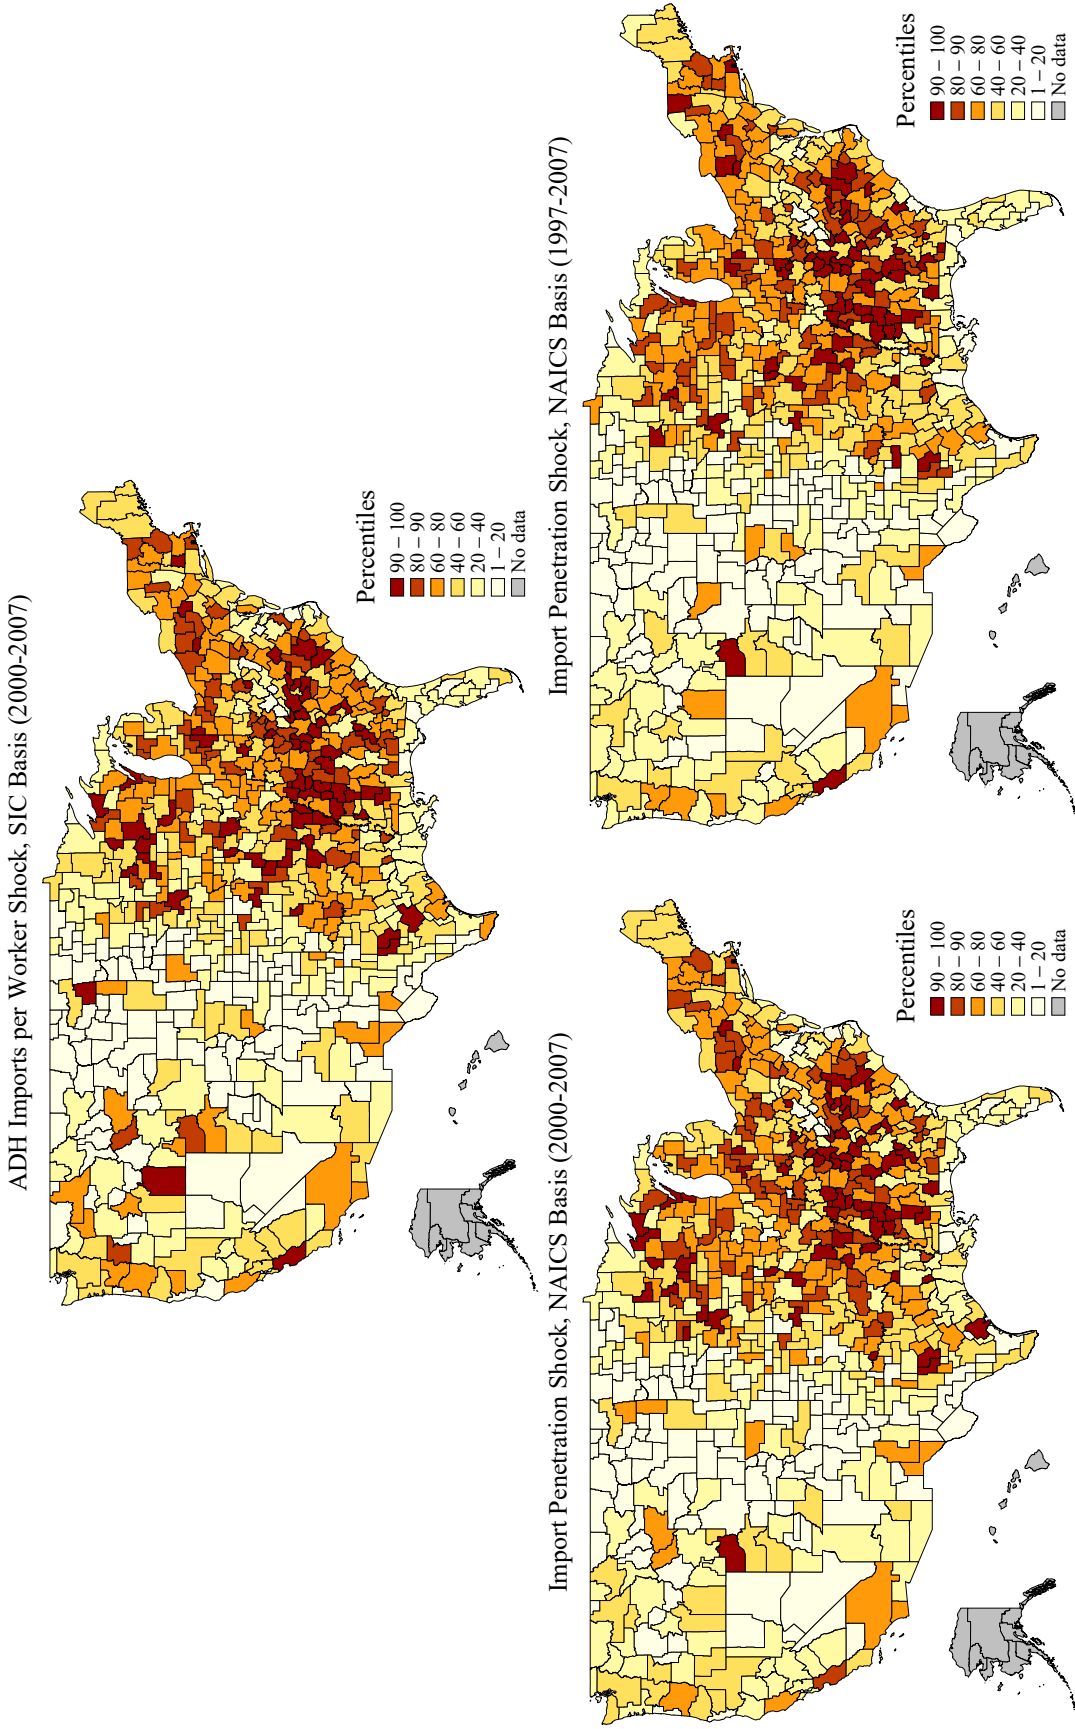 ADH Imports per Worker Shock, SIC Basis (2000-2007)
Percentiles
90 – 100
80 – 90
60 – 80
40 – 60
20 – 40
1 – 20
No data
Import Penetration Shock, NAICS Basis (2000-2007)
Percentiles
90 – 100
80 – 90
60 – 80
40 – 60
20 – 40
1 – 20
No data
Import Penetration Shock, NAICS Basis (1997-2007)
Percentiles
90 – 100
80 – 90
60 – 80
40 – 60
20 – 40
1 – 20
No data